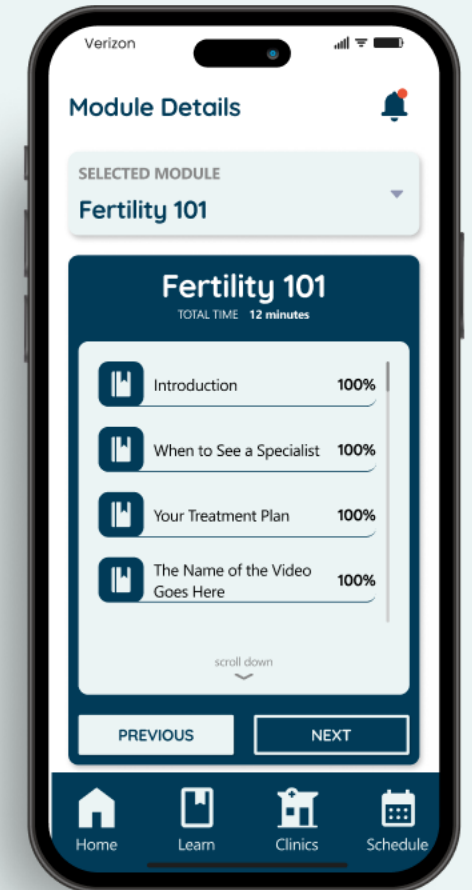 Verizon
Module Details
SELECTED MODULE
Fertility 101
Fertility 101
TOTAL TIME 12 minutes
Introduction 100%
When to See a Specialist 100%
Your Treatment Plan 100%
The Name of the Video
Goes Here 100%
scroll down
PREVIOUS NEXT
Home Learn Clinics Schedule